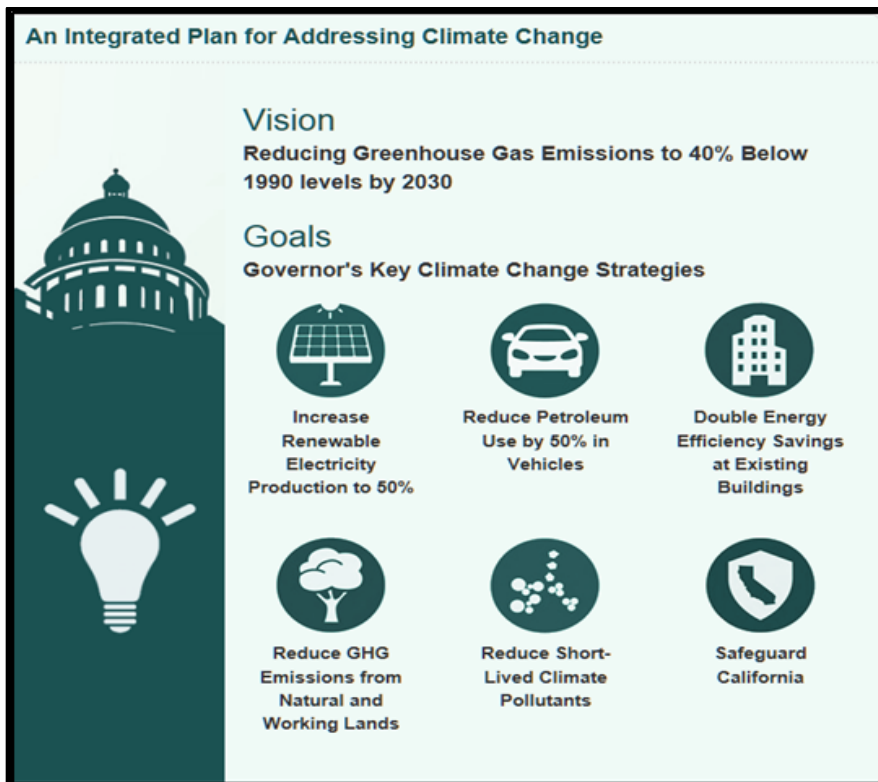 An Integrated Plan for Addressing Climate Change
Vision
Reducing Greenhouse Gas Emissions to 40% Below
1990 levels by 2030
Goals
Governor's Key Climate Change Strategies
Increase
Renewable
Electricity
Production to 50%
Reduce Petroleum
Use by 50% in
Vehicles
Double Energy
Efficiency Savings
at Existing
Buildings
Reduce GHG
Emissions from
Natural and
Working Lands
Reduce Short-
Lived Climate
Pollutants
Safeguard
California